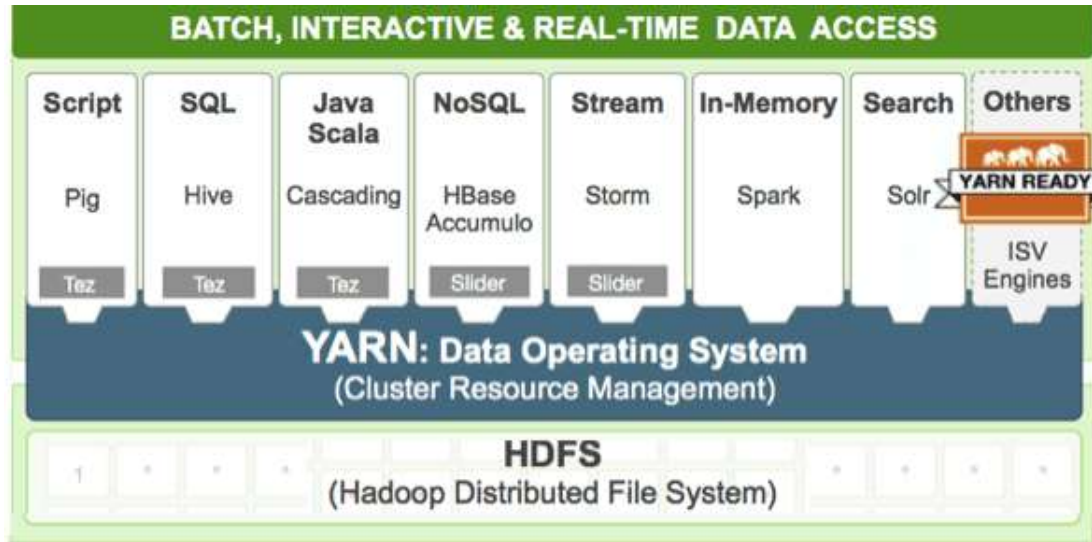 BATCH, INTERACTIVE & REAL-TIME DATA ACCESS
Script
Pig
Tez
SQL
Hive
Tez
Java
Scala
Cascading
Tez
NoSQL
HBase
Accumulo
Slider
Stream
Storm
Slider
In-Memory
Spark
Search
Solr
Others
YARN READY
ISV
Engines
YARN: Data Operating System
(Cluster Resource Management)
1
HDFS
(Hadoop Distributed File System)